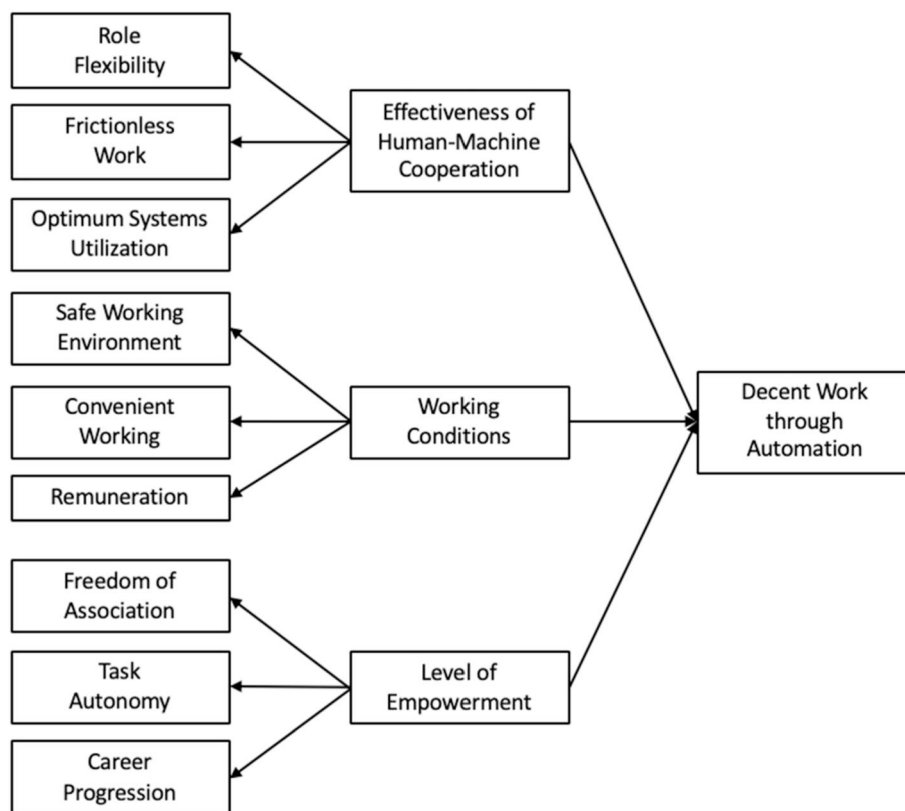 Role
Flexibility
Frictionless
Work
Optimum Systems
Utilization
Safe Working
Environment
Convenient
Working
Remuneration
Freedom of
Association
Task
Autonomy
Career
Progression
Effectiveness of
Human-Machine
Cooperation
Working
Conditions
Level of
Empowerment
Decent Work
through
Automation